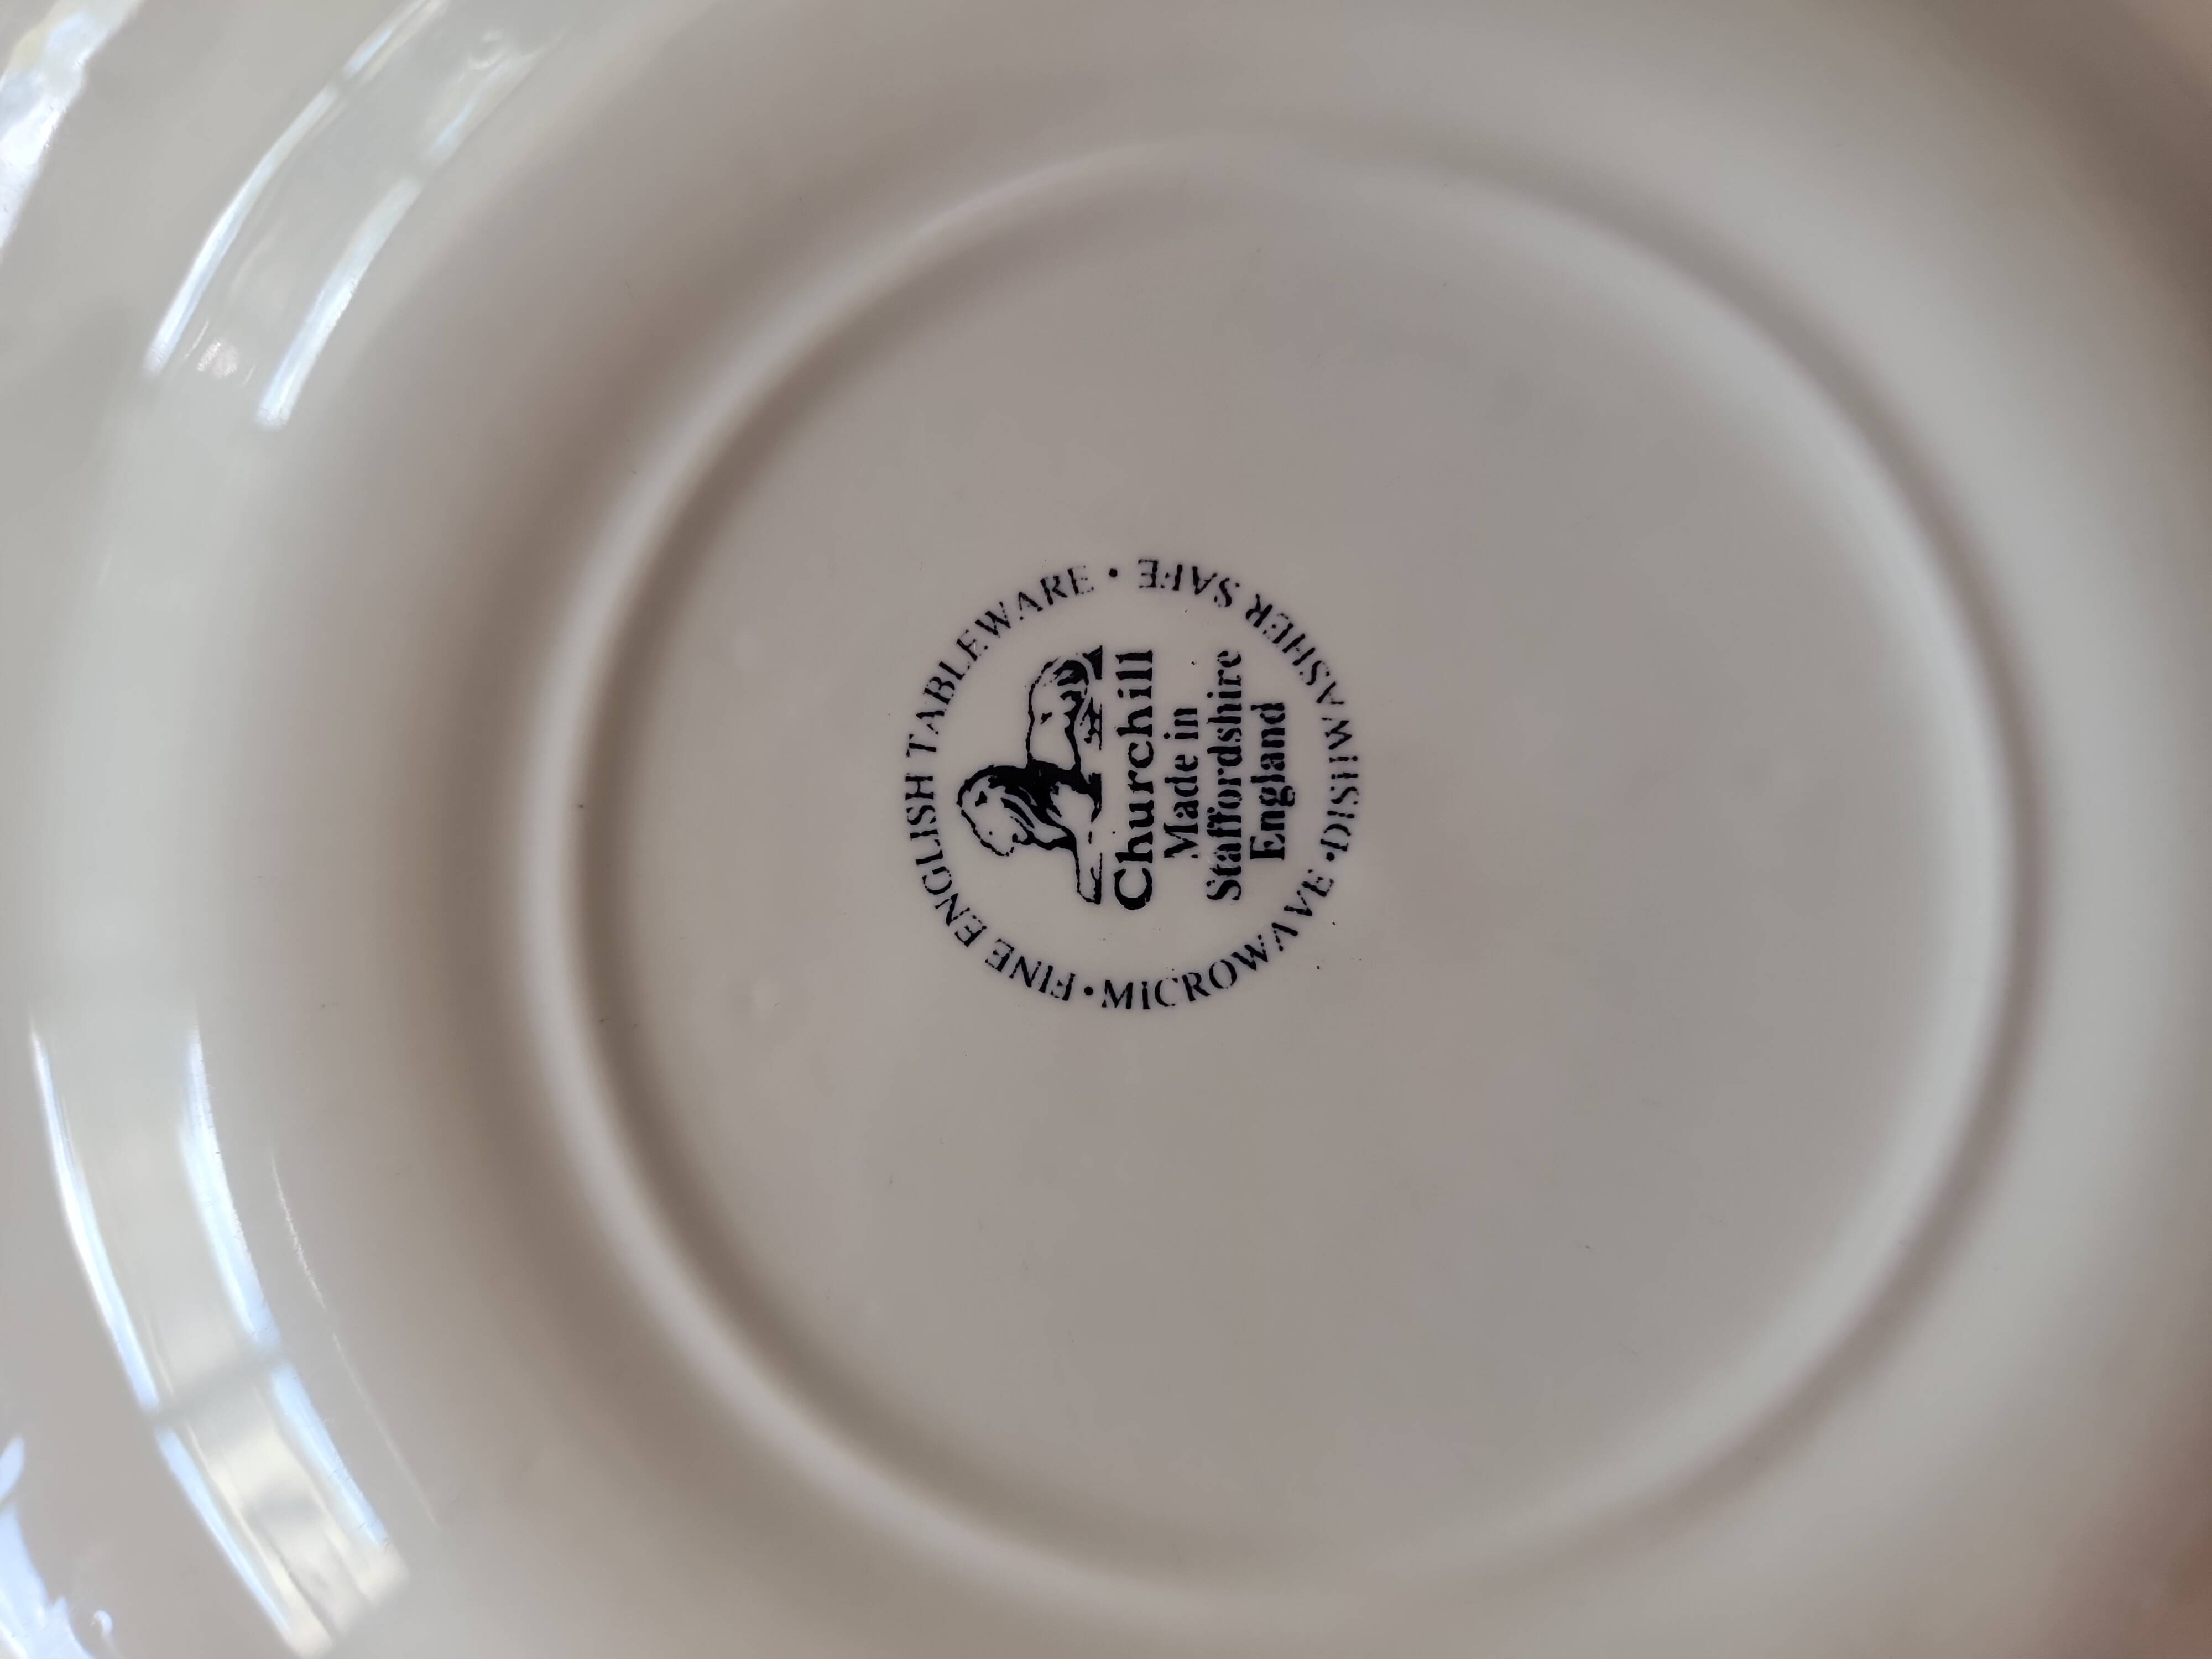 FINE ENGLISH TABLEWARE •
Churchill
Made in
Staffordshire
England
• MICROWAVE • DISHWASHER SAFE